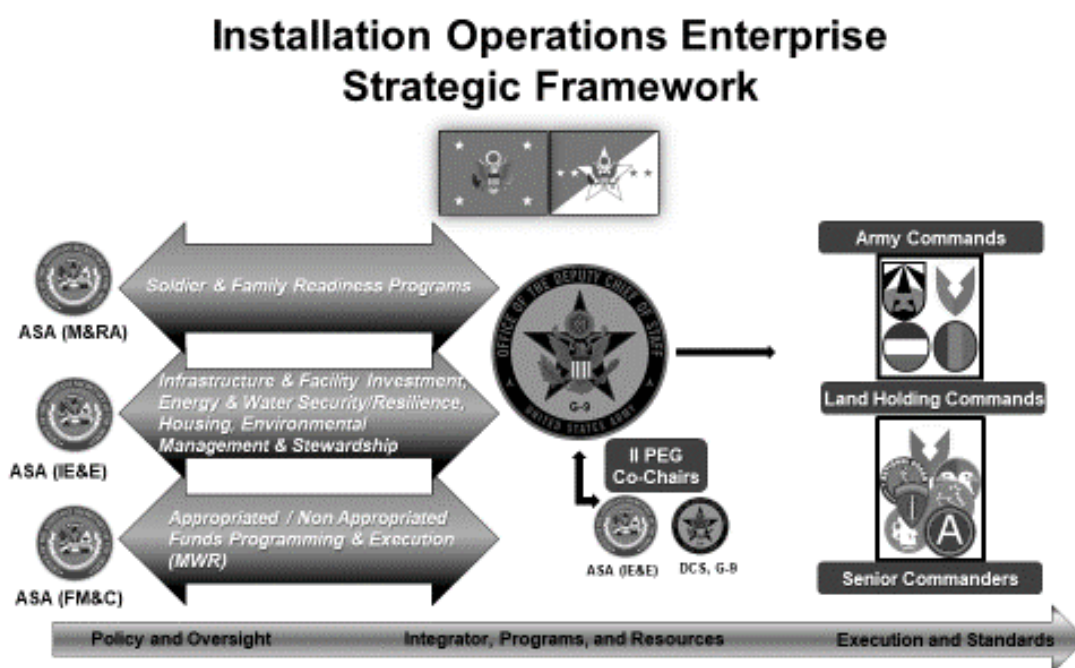 Installation Operations Enterprise
Strategic Framework
Soldier & Family Readiness Programs
ASA (M&RA)
Infrastructure & Facility Investment,
Energy & Water Security/Resilience,
Housing, Environmental
Management & Stewardship
ASA (IE&E)
Appropriated / Non Appropriated
Funds Programming & Execution
(MWR)
ASA (FM&C)
OFFICE OF THE DEPUTY CHIEF OF STAFF
G-9
UNITED STATES ARMY
II PEG
Co-Chairs
ASA (IE&E)
DCS, G-9
Army Commands
Land Holding Commands
A
Senior Commanders
Policy and Oversight
Integrator, Programs, and Resources
Execution and Standards